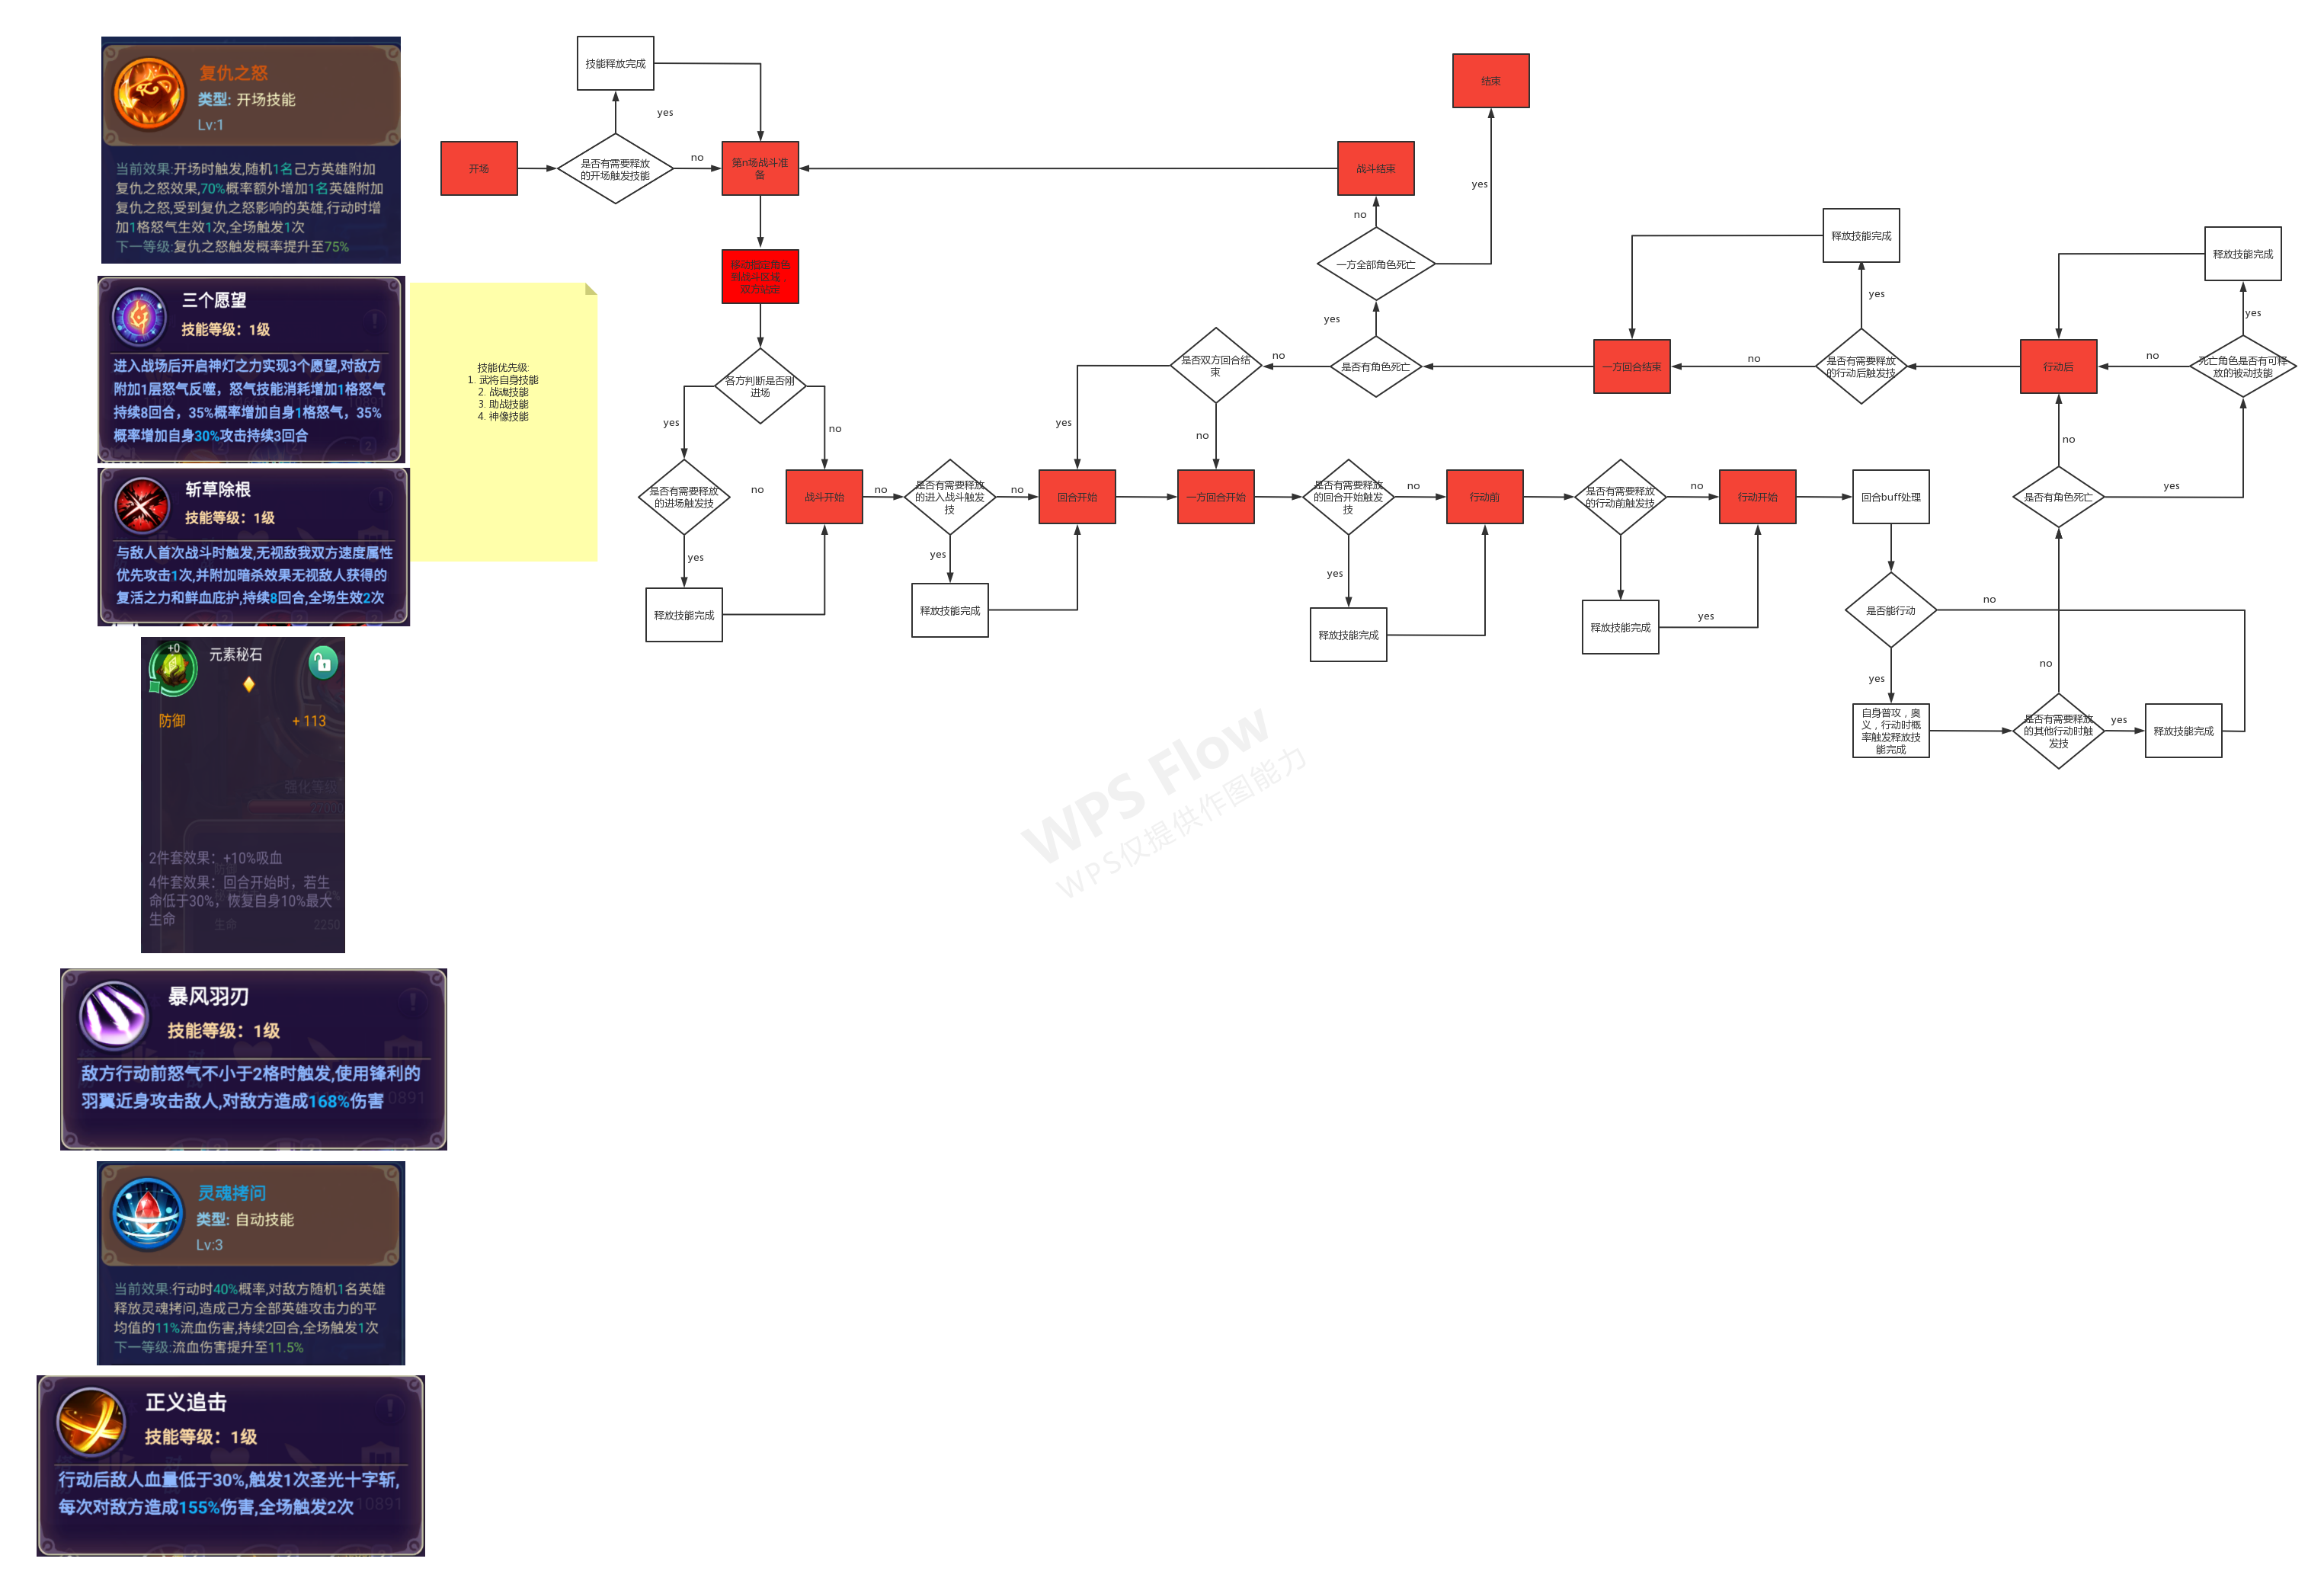 复仇之怒
类型: 开场技能
Lv:1
当前效果:开场时触发,随机1名己方英雄附加
复仇之怒效果,70%概率额外增加1名英雄附加
复仇之怒,受到复仇之怒影响的英雄,行动时增
加1格怒气生效1次,全场触发1次
下一等级:复仇之怒触发概率提升至75%
三个愿望
技能等级：1级
进入战场后开启神灯之力实现3个愿望,对敌方
附加1层怒气反噬，怒气技能消耗增加1格怒气
持续8回合，35%概率增加自身1格怒气，35%
概率增加自身30%攻击持续3回合
斩草除根
技能等级：1级
与敌人首次战斗时触发,无视敌我双方速度属性
优先攻击1次,并附加暗杀效果无视敌人获得的
复活之力和鲜血庇护,持续8回合,全场生效2次
+0
元素秘石
防御
+ 113
强化等级
2件套效果：+10%吸血
4件套效果：回合开始时，若生
命低于30%，恢复自身10%最大
生命
生命
2250
暴风羽刃
技能等级：1级
敌方行动前怒气不小于2格时触发,使用锋利的
羽翼近身攻击敌人,对敌方造成168%伤害
10891
灵魂拷问
类型: 自动技能
Lv:3
当前效果:行动时40%概率,对敌方随机1名英雄
释放灵魂拷问,造成己方全部英雄攻击力的平
均值的11%流血伤害,持续2回合,全场触发1次
下一等级:流血伤害提升至11.5%
正义追击
技能等级：1级
行动后敌人血量低于30%,触发1次圣光十字斩,
每次对敌方造成155%伤害,全场触发2次
10891
技能优先级:
1. 武将自身技能
2. 战魂技能
3. 助战技能
4. 神像技能
技能释放完成
yes
开场
是否有需要释放
的开场触发技能
no
第n场战斗准
备
移动指定角色
到战斗区域，
双方站定
各方判断是否刚
进场
yes
no
是否有需要释放
的进场触发技
no
yes
释放技能完成
战斗开始
no
是否有需要释放
的进入战斗触发
技
no
yes
释放技能完成
回合开始
yes
一方回合开始
是否有需要释放
的回合开始触发
技
no
yes
释放技能完成
行动前
是否有需要释放
的行动前触发技
no
释放技能完成
yes
行动开始
回合buff处理
是否能行动
no
yes
自身普攻，奥
义，行动时概
率触发释放技
能完成
是否有需要释放
的其他行动时触
发技
yes
释放技能完成
no
是否有角色死亡
yes
no
死亡角色是否有可释
放的被动技能
yes
释放技能完成
no
行动后
是否有需要释放
的行动后触发技
yes
释放技能完成
no
一方回合结束
是否有角色死亡
no
yes
是否双方回合结
束
no
一方全部角色死亡
no
yes
战斗结束
结束
WPS Flow
WPS仅提供作图能力